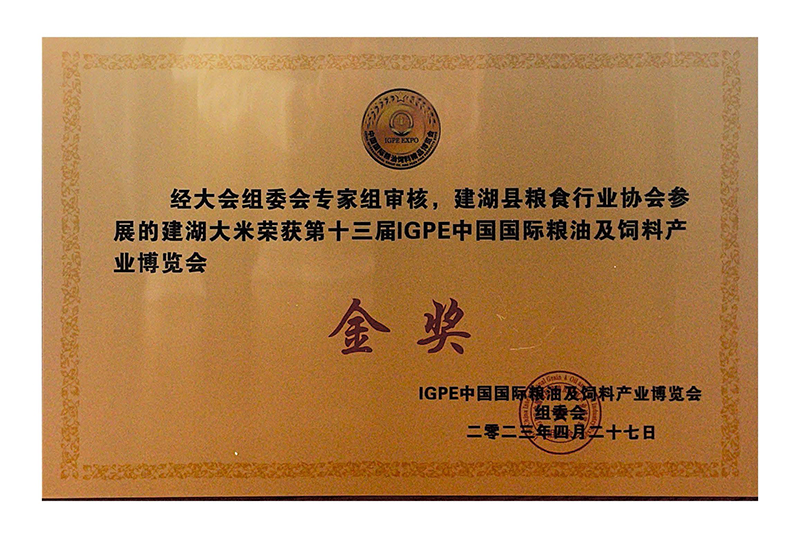 IGPE EXPO
经大会组委会专家组审核，建湖县粮食行业协会参
展的建湖大米荣获第十三届IGPE中国国际粮油及饲料产
业博览会
金奖
IGPE中国国际粮油及饲料产业博览会
组委会
二零二三年四月二十七日